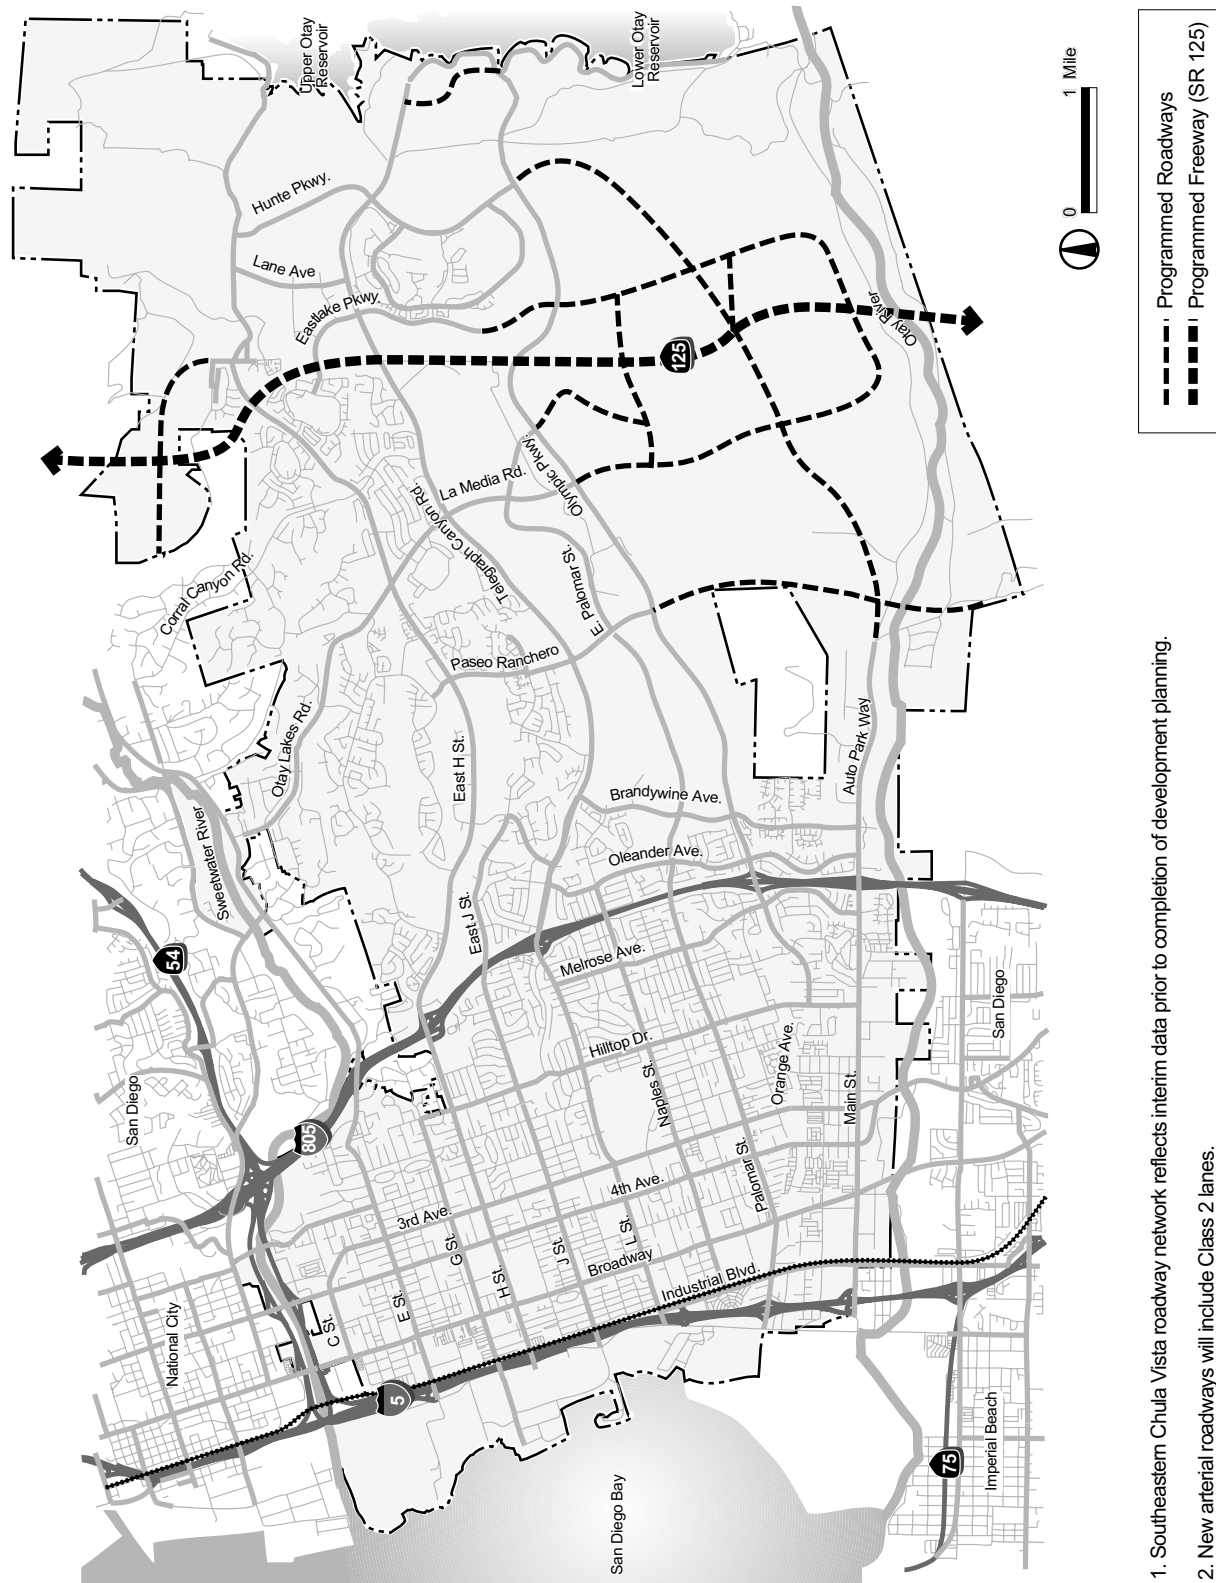 Upper Otay
Reservoir
Lower Otay
Reservoir
Hunte Pkwy.
Lane Ave
Eastlake Pkwy.
125
Otay River
Corral Canyon Rd.
La Media Rd.
Telegraph Canyon Rd.
Olympic Pkwy.
E. Palomar St.
Paseo Ranchero
Otay Lakes Rd.
East H St.
Auto Park Way
Brandywine Ave.
Oleander Ave.
Sweetwater River
54
East J St.
Melrose Ave.
San Diego
Hilltop Dr.
Naples St.
Orange Ave.
Main St.
San Diego
805
3rd Ave.
4th Ave.
Palomar St.
G St.
H St.
J St.
L St.
Broadway
Industrial Blvd.
National City
C St.
E St.
5
San Diego Bay
75
Imperial Beach
0 1 Mile
Programmed Roadways
Programmed Freeway (SR 125)
1. Southeastern Chula Vista roadway network reflects interim data prior to completion of development planning.
2. New arterial roadways will include Class 2 lanes.